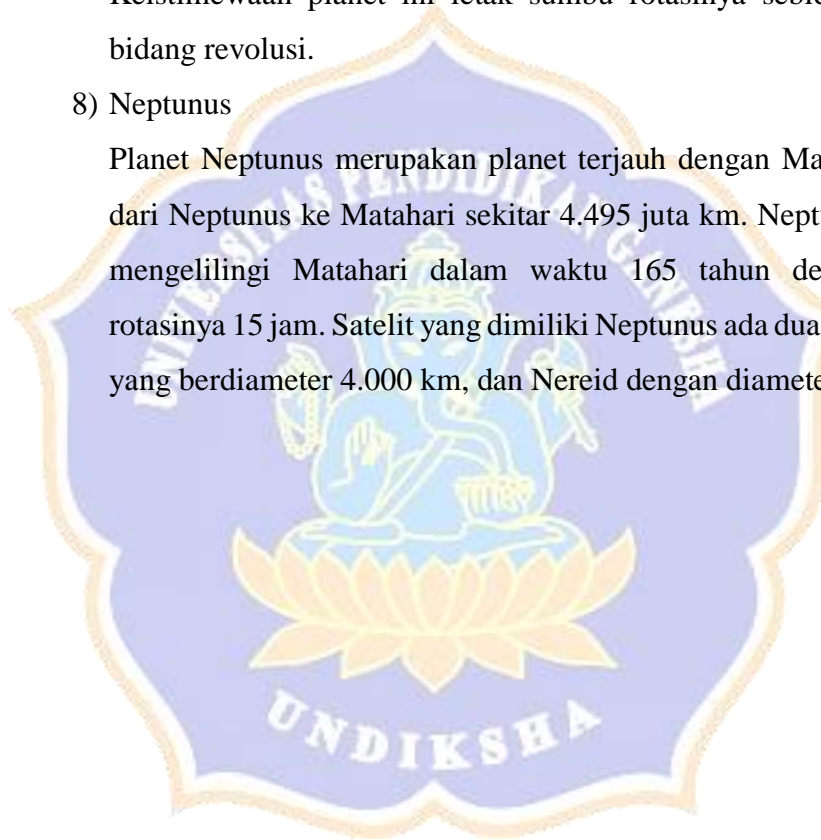 Keistimewaan planet ini letak sumbu rotasinya
bidang revolusi.
8) Neptunus
Planet Neptunus merupakan planet terjauh dengan
dari Neptunus ke Matahari sekitar 4.495 juta km.
mengelilingi Matahari dalam waktu 165 tahun
rotasinya 15 jam. Satelit yang dimiliki Neptunus ada dua
yang berdiameter 4.000 km, dan Nereid dengan
UNIVERSITAS PENDIDIKAN GANESHA
UNDIKSHA